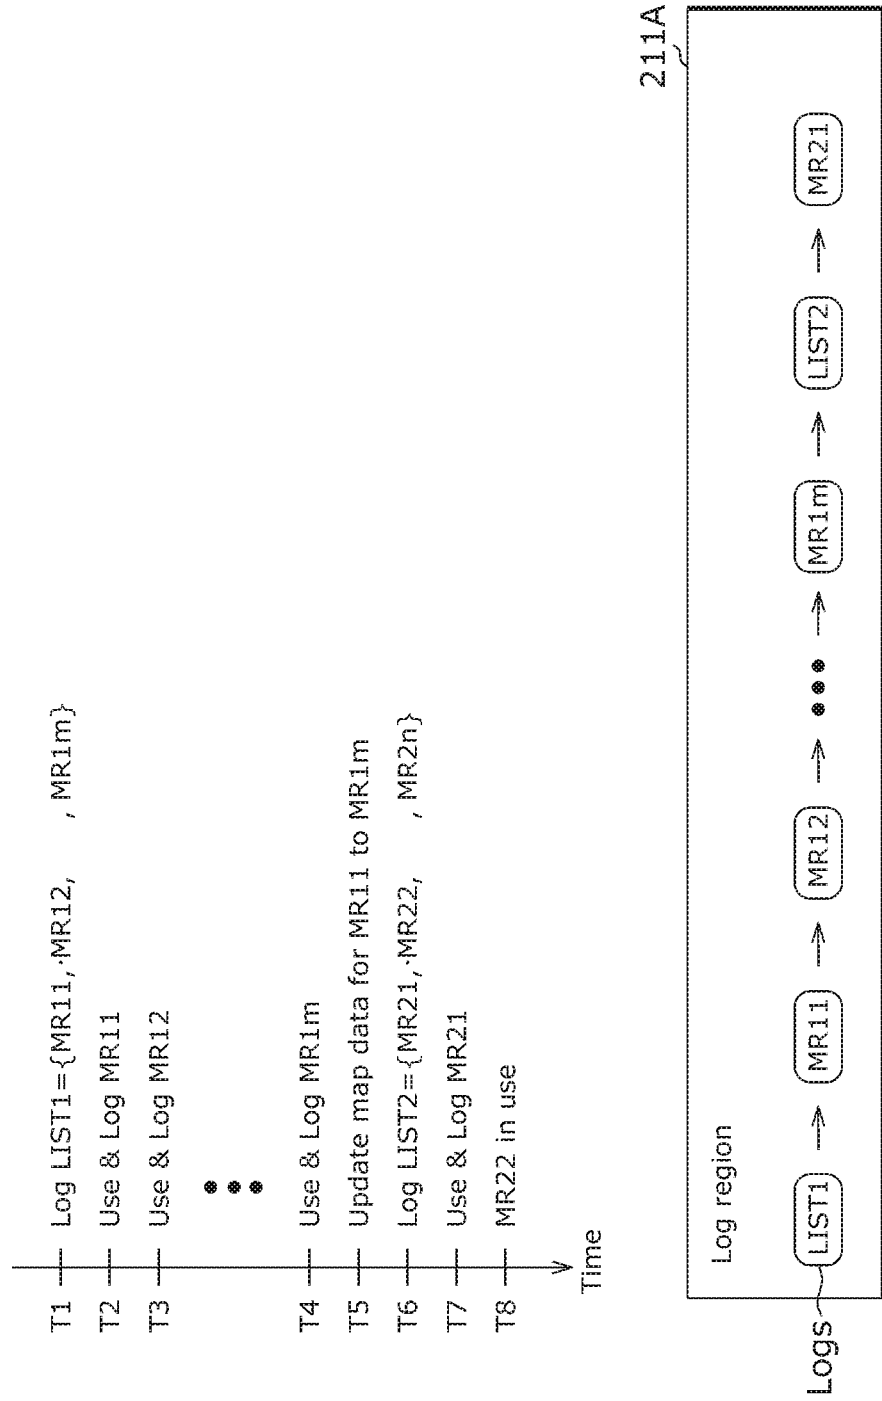 T1 Log LIST1={MR11,·MR12, , MR1m}
T2 Use & Log MR11
T3 Use & Log MR12
T4 Use & Log MR1m
T5 Update map data for MR11 to MR1m
T6 Log LIST2={MR21,·MR22, , MR2n}
T7 Use & Log MR21
T8 MR22 in use
Time
211A
Log region
Logs
LIST1
MR11
MR12
MR1m
LIST2
MR21